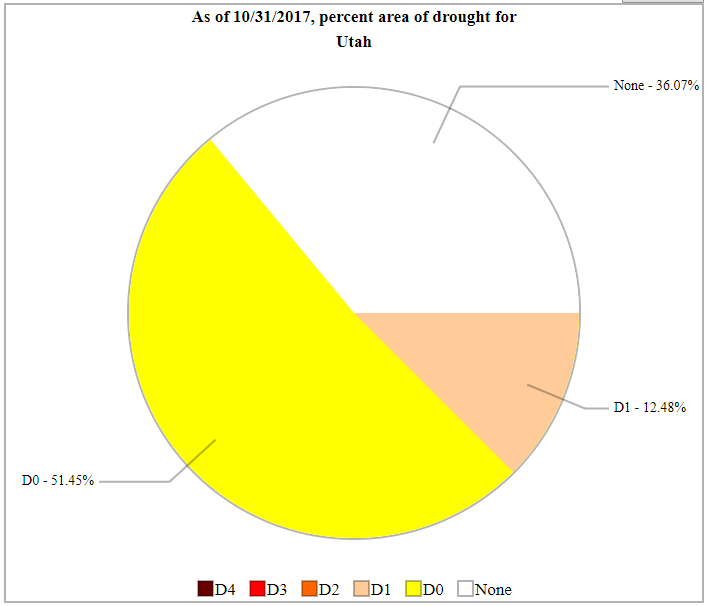 As of 10/31/2017, percent area of drought for
Utah
None - 36.07%
D1 - 12.48%
D0 - 51.45%
D4 D3 D2 D1 D0 None